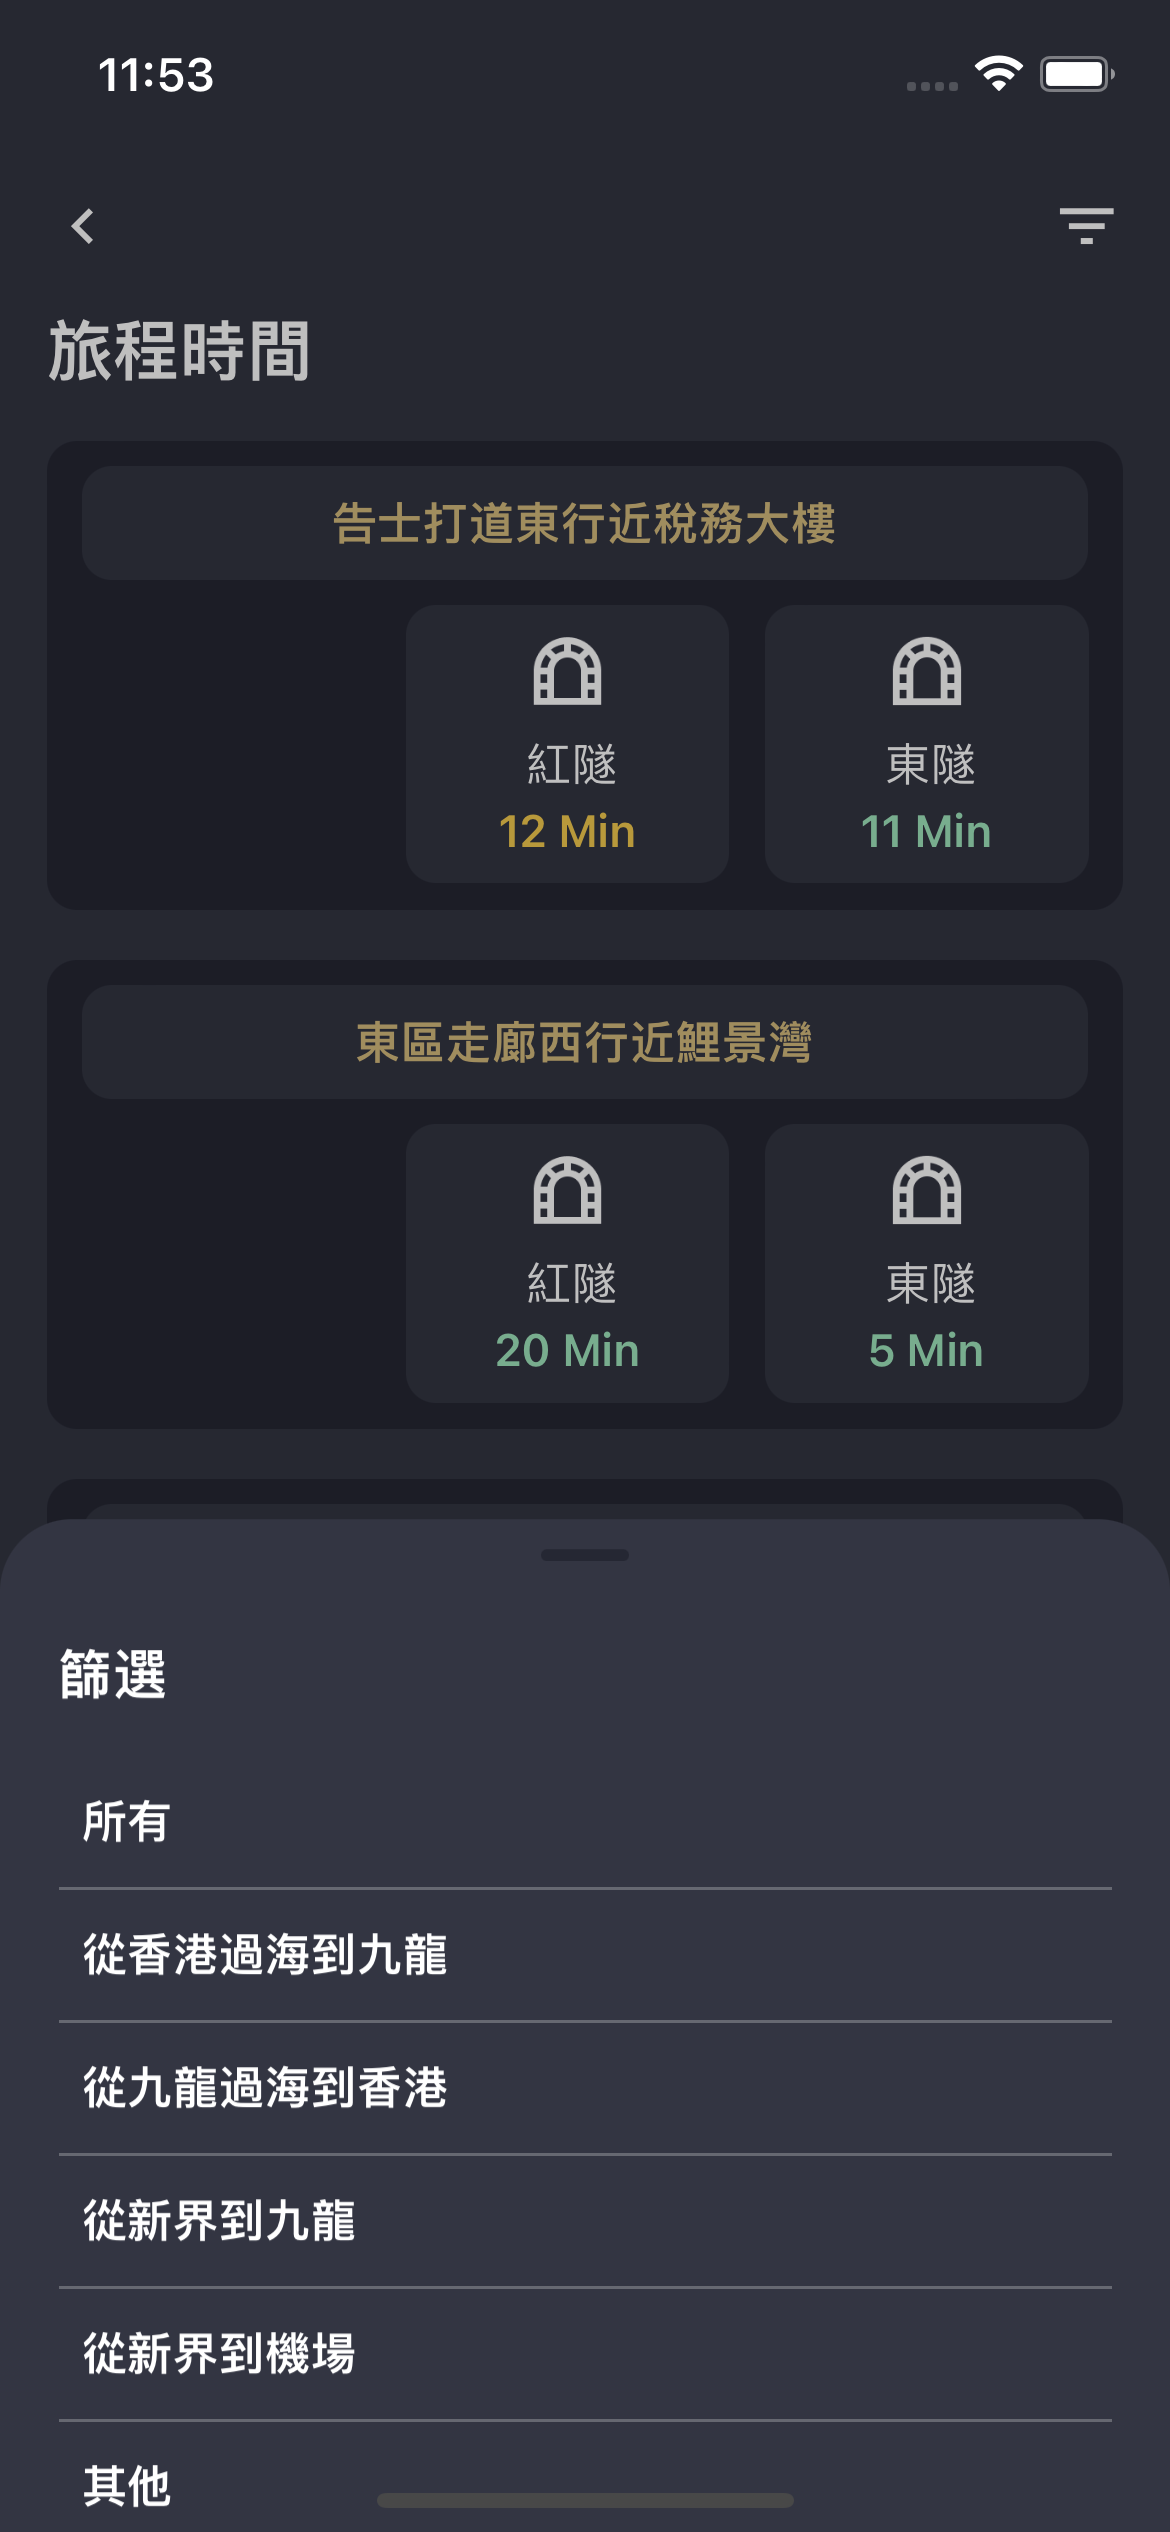 11:53
旅程時間
告士打道東行近稅務大樓
紅隧
12 Min
東隧
11 Min
東區走廊西行近鯉景灣
紅隧
20 Min
東隧
5 Min
篩選
所有
從香港過海到九龍
從九龍過海到香港
從新界到九龍
從新界到機場
其他